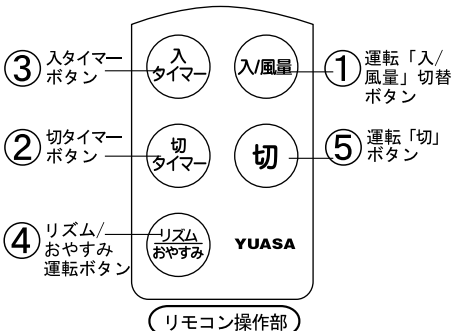 ③ 入タイマー
ボタン
入
タイマー
入/風量
① 運転「入/
風量」切替
ボタン
② 切タイマー
ボタン
切
タイマー
切
⑤ 運転「切」
ボタン
④ リズム/
おやすみ
運転ボタン
リズム
おやすみ
YUASA
リモコン操作部